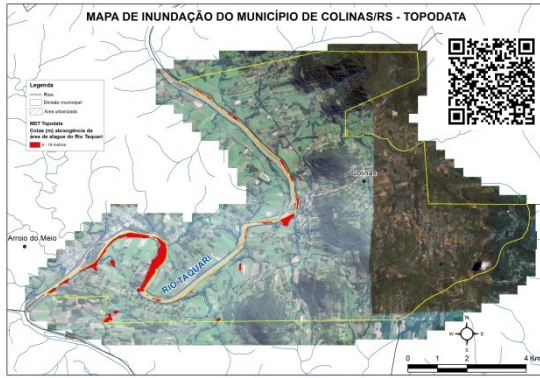 MAPA DE INUNDAÇÃO DO MUNICÍPIO DE COLINAS/RS - TOPODATA
Legenda
Rios
Divisão municipal
Área urbanizada
MDT Topodata
Cotas (m) abrangência da
área de alague do Rio Taquari
Colinas
Arroio do Meio
RIO TAQUARI
N
W
E
S
0 1 2 4 Km